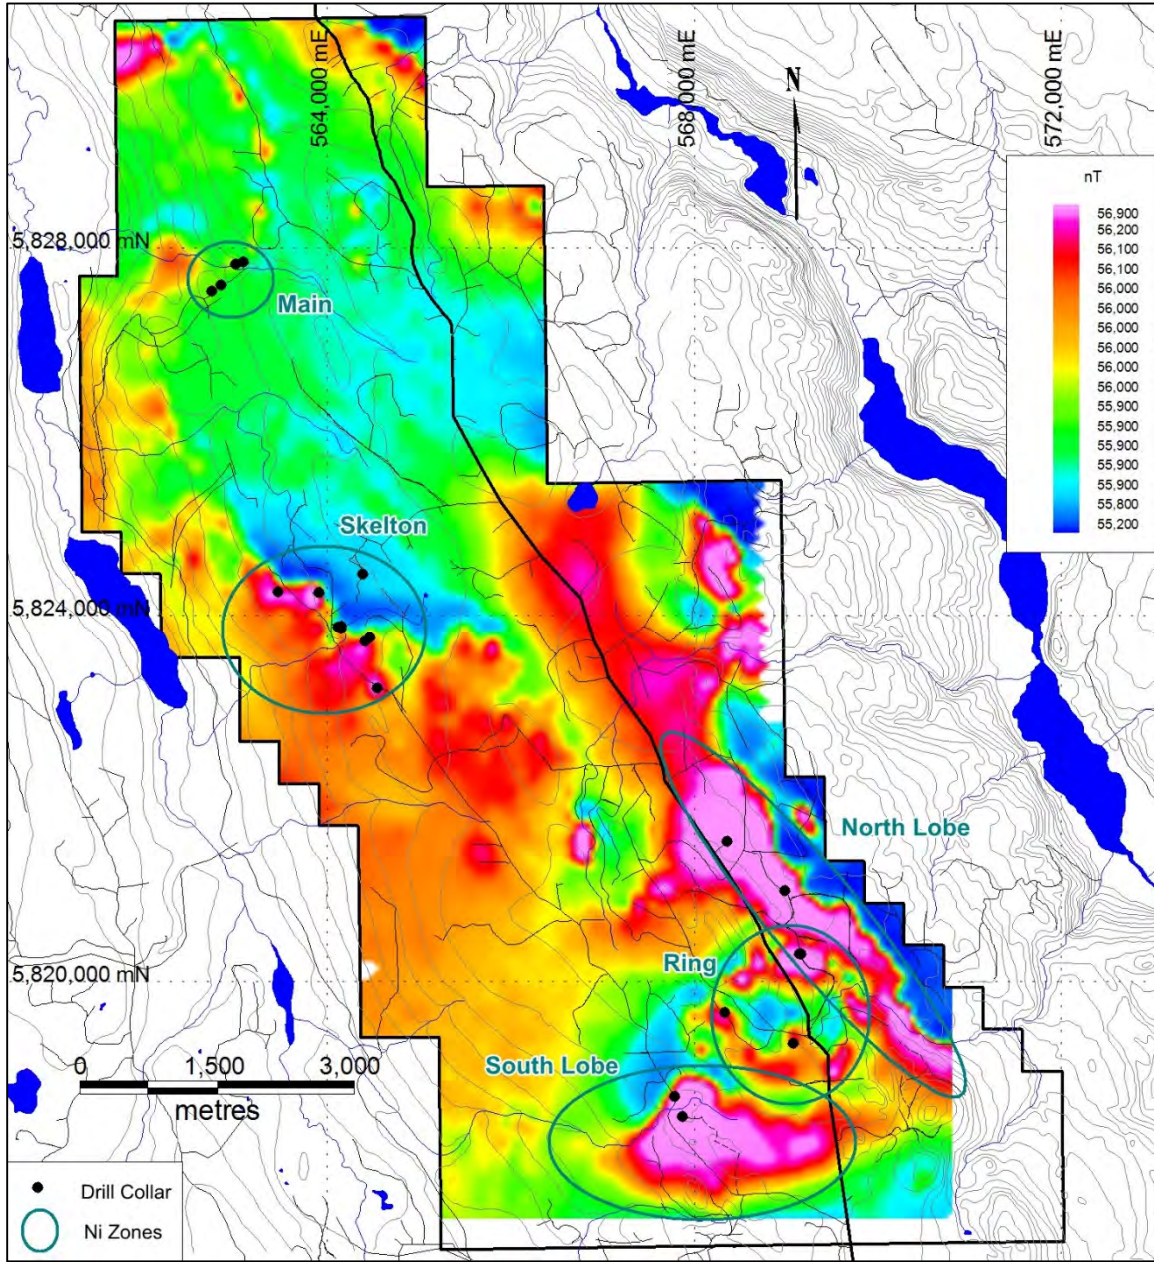 564,000 mE
568,000 mE
572,000 mE
N
nT
56,900
56,200
56,100
56,100
56,000
56,000
56,000
56,000
56,000
55,900
55,900
55,900
55,900
55,800
55,200
5,828,000 mN
Main
Skelton
5,824,000 mN
North Lobe
Ring
5,820,000 mN
South Lobe
0 1,500 3,000
metres
Drill Collar
Ni Zones